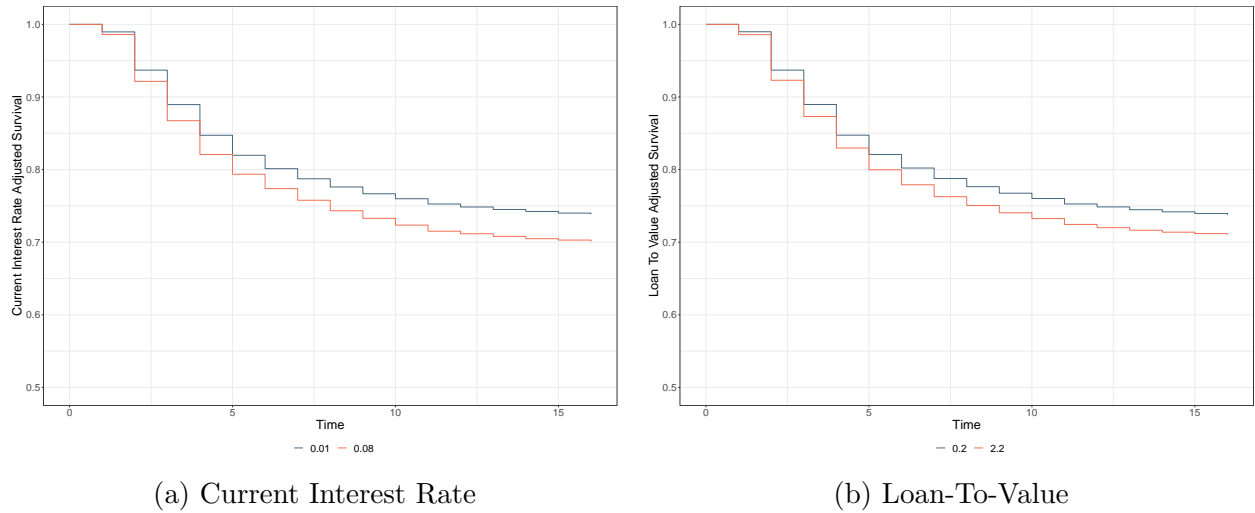 Current Interest Rate Adjusted Survival
1.0
0.9
0.8
0.7
0.6
0.5
0 5 10 15
Time
0.01 0.08
(a) Current Interest Rate
Loan To Value Adjusted Survival
1.0
0.9
0.8
0.7
0.6
0.5
0 5 10 15
Time
0.2 2.2
(b) Loan-To-Value